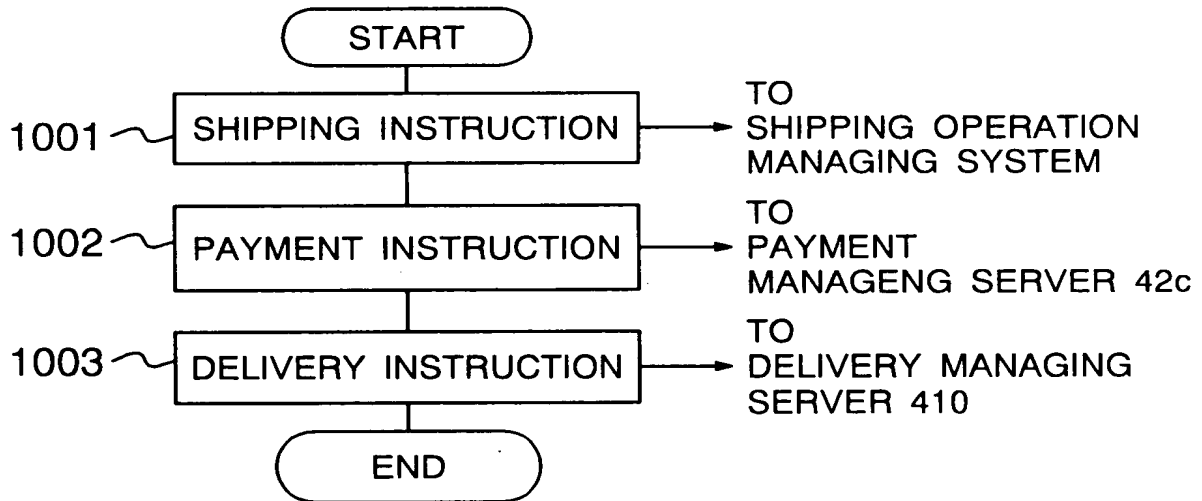 START
1001
SHIPPING INSTRUCTION
TO
SHIPPING OPERATION
MANAGING SYSTEM
1002
PAYMENT INSTRUCTION
TO
PAYMENT
MANAGENG SERVER 42c
1003
DELIVERY INSTRUCTION
TO
DELIVERY MANAGING
SERVER 410
END